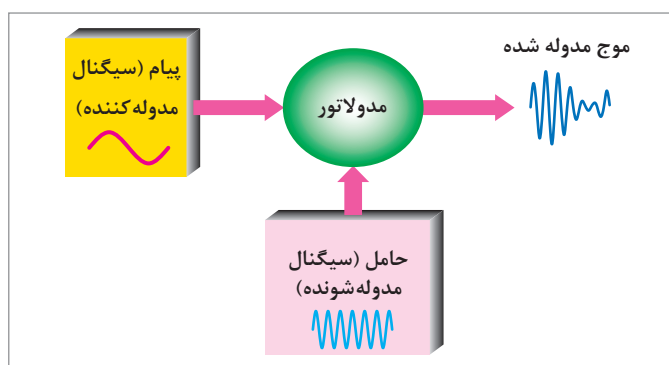 موج مدوله شده
پیام (سیگنال
مدوله‌کننده)
مدولاتور
حامل (سیگنال
مدوله‌شونده)